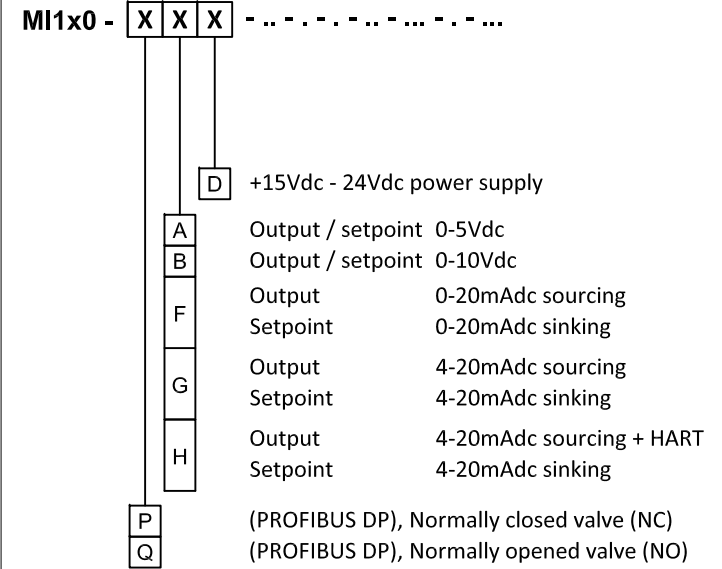 MI1x0 - X X X - .. - . - . - .. - ... - . - ...
D +15Vdc - 24Vdc power supply
A Output / setpoint 0-5Vdc
B Output / setpoint 0-10Vdc
Output 0-20mAdc sourcing
F
Setpoint 0-20mAdc sinking
Output 4-20mAdc sourcing
G
Setpoint 4-20mAdc sinking
Output 4-20mAdc sourcing + HART
H
Setpoint 4-20mAdc sinking
P (PROFIBUS DP), Normally closed valve (NC)
Q (PROFIBUS DP), Normally opened valve (NO)